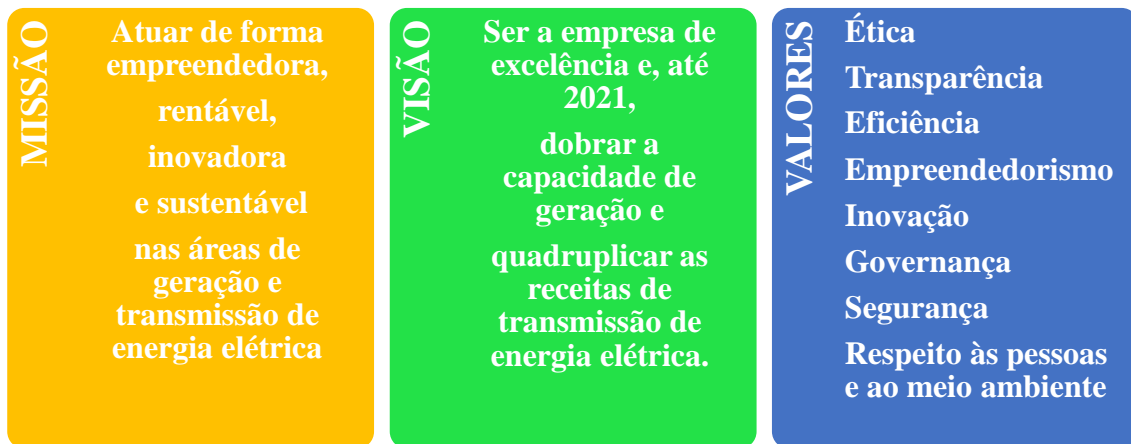 MISSÃO
Atuar de forma
empreendedora,
rentável,
inovadora
e sustentável
nas áreas de
geração e
transmissão de
energia elétrica
VISÃO
Ser a empresa de
excelência e, até
2021,
dobrar a
capacidade de
geração e
quadruplicar as
receitas de
transmissão de
energia elétrica.
VALORES
Ética
Transparência
Eficiência
Empreendedorismo
Inovação
Governança
Segurança
Respeito às pessoas
e ao meio ambiente